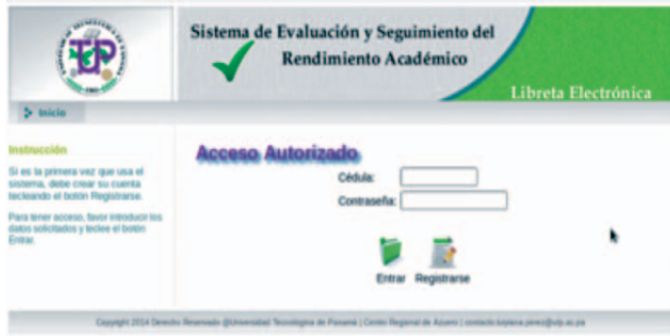 UTP
Sistema de Evaluación y Seguimiento del
Rendimiento Académico
Libreta Electrónica
Inicio
Instrucción
Si es la primera vez que usa el
sistema, debe crear su cuenta
tecleando el botón Registrarse.
Para tener acceso, favor introducir los
datos solicitados y teclee el botón
Entrar.
Acceso Autorizado
Cédula:
Contraseña:
Entrar Registrarse
Copyright 2014 Derecho Reservado @Universidad Tecnológica de Panamá | Centro Regional de Azuero |